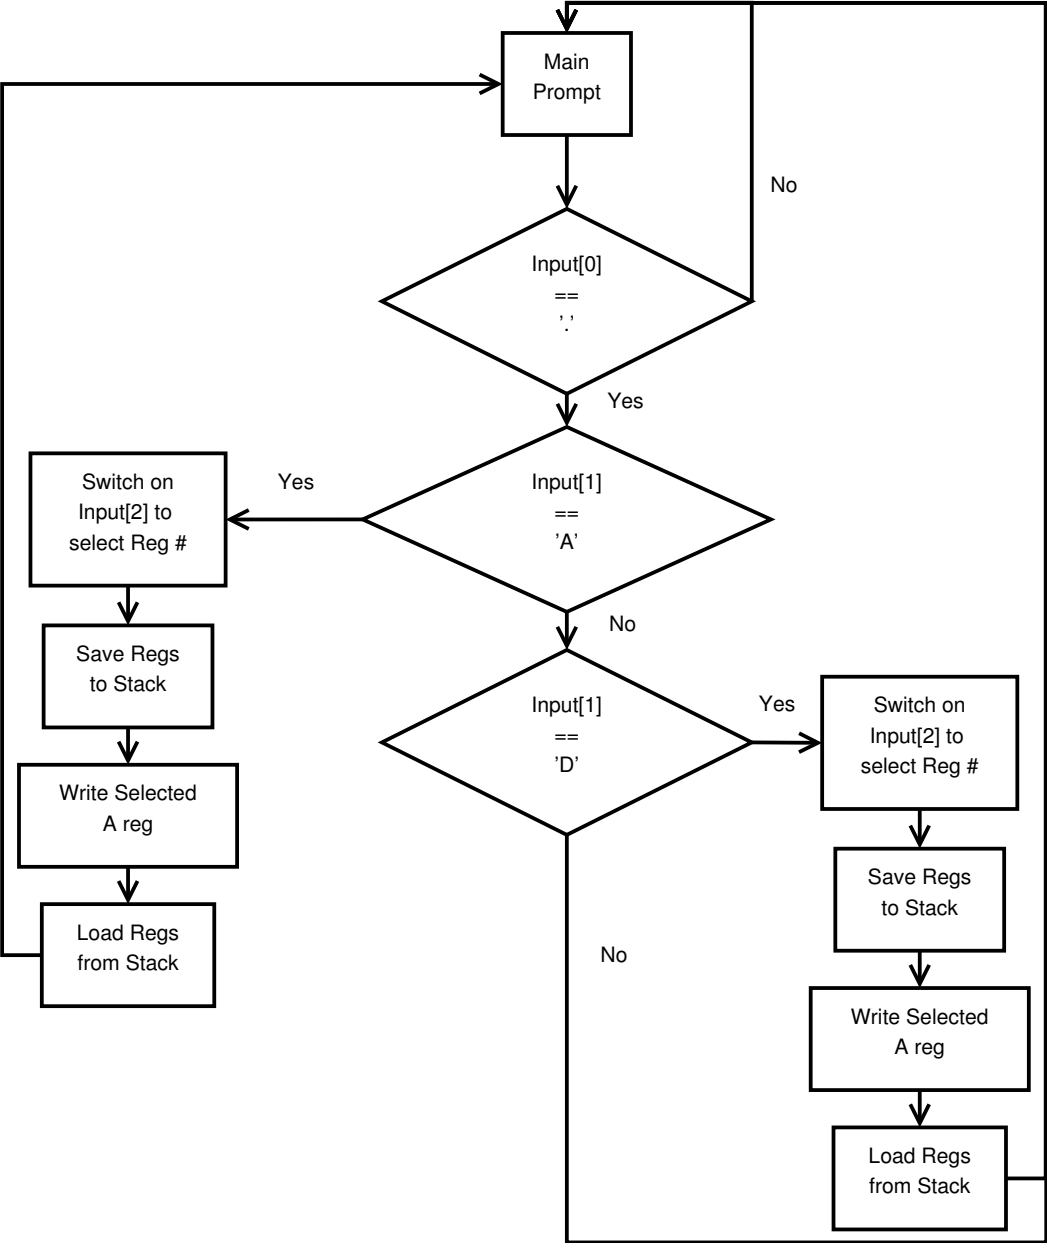 Main
Prompt
No
Input[0]
==
'.'
Yes
Input[1]
==
'A'
Yes
Switch on
Input[2] to
select Reg #
Save Regs
to Stack
Write Selected
A reg
Load Regs
from Stack
No
Input[1]
==
'D'
Yes
Switch on
Input[2] to
select Reg #
Save Regs
to Stack
Write Selected
A reg
Load Regs
from Stack
No